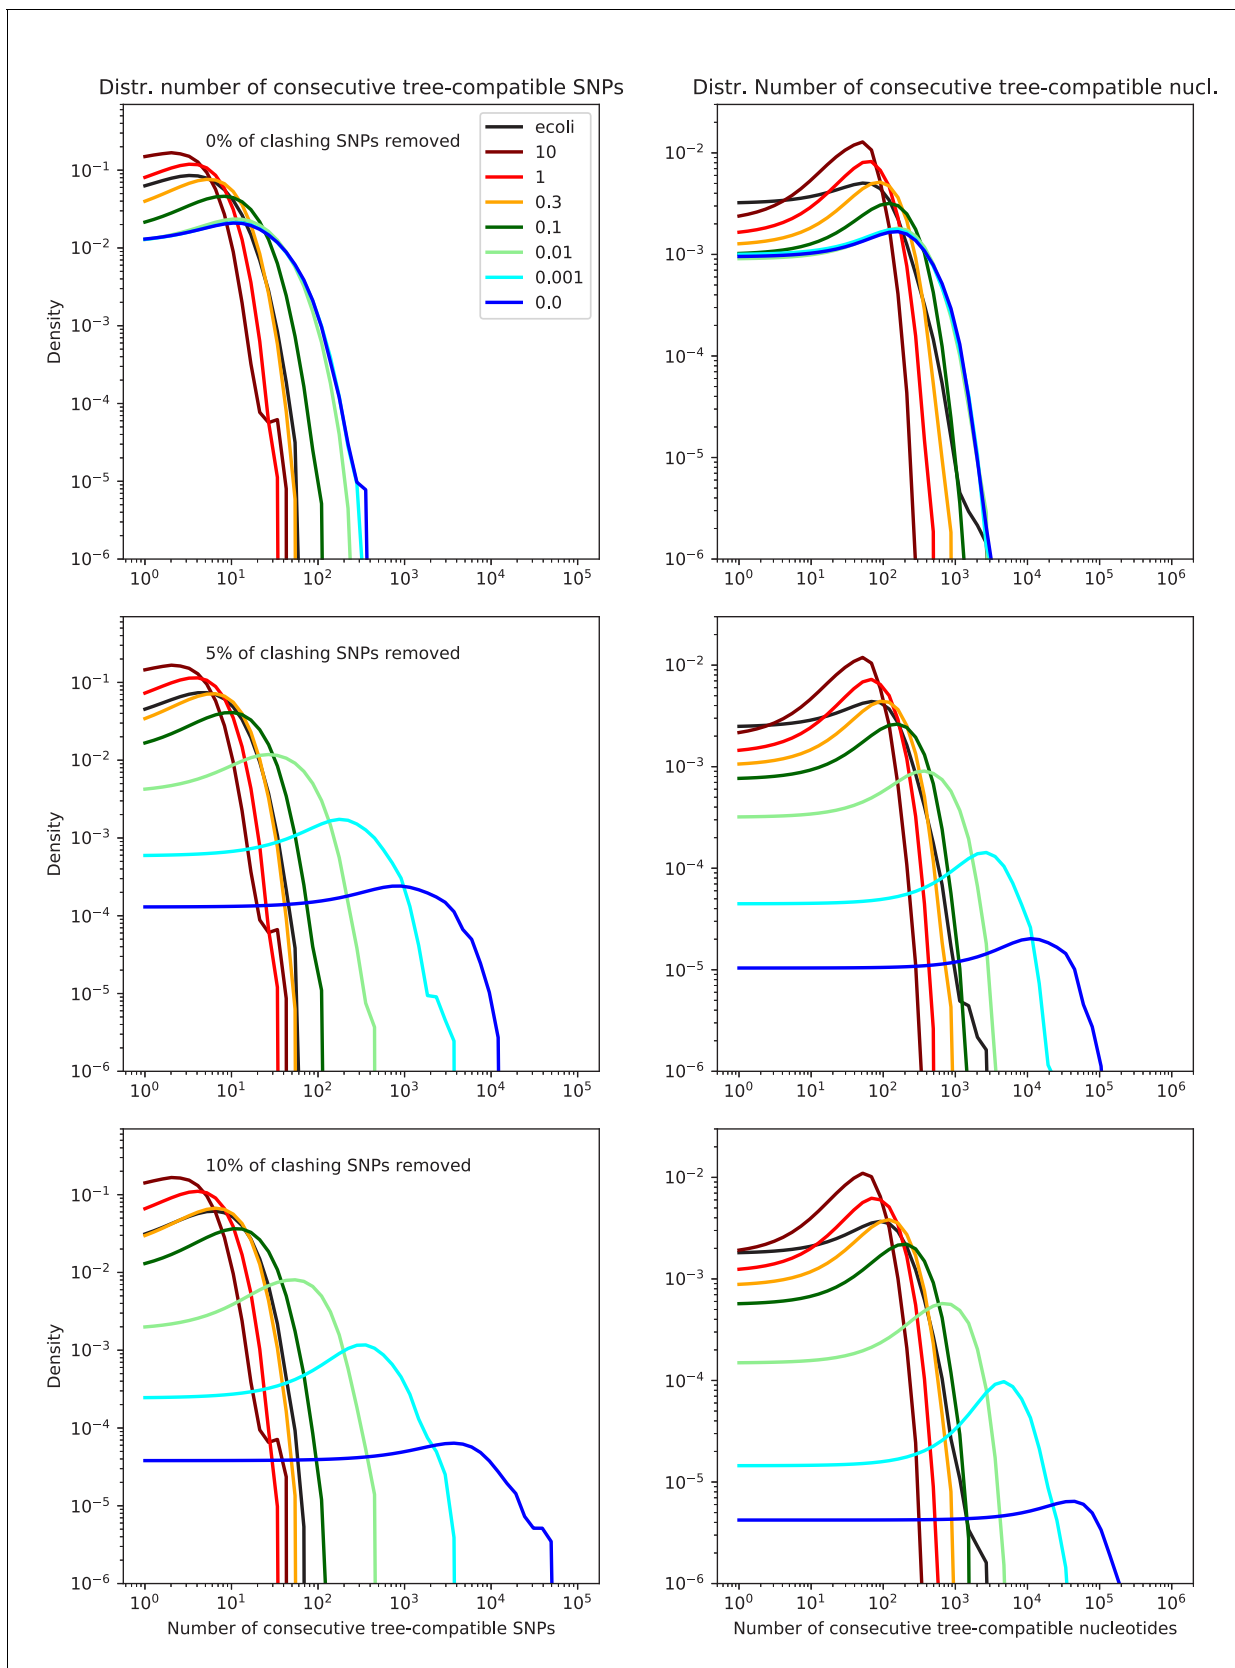 Distr. number of consecutive tree-compatible SNPs
Distr. Number of consecutive tree-compatible nucl.
0% of clashing SNPs removed
ecoli
10
1
0.3
0.1
0.01
0.001
0.0
Density
10⁻¹
10⁻²
10⁻³
10⁻⁴
10⁻⁵
10⁻⁶
10⁰ 10¹ 10² 10³ 10⁴ 10⁵
10⁻²
10⁻³
10⁻⁴
10⁻⁵
10⁻⁶
10⁰ 10¹ 10² 10³ 10⁴ 10⁵ 10⁶
5% of clashing SNPs removed
Density
10⁻¹
10⁻²
10⁻³
10⁻⁴
10⁻⁵
10⁻⁶
10⁰ 10¹ 10² 10³ 10⁴ 10⁵
10⁻²
10⁻³
10⁻⁴
10⁻⁵
10⁻⁶
10⁰ 10¹ 10² 10³ 10⁴ 10⁵ 10⁶
10% of clashing SNPs removed
Density
10⁻¹
10⁻²
10⁻³
10⁻⁴
10⁻⁵
10⁻⁶
10⁰ 10¹ 10² 10³ 10⁴ 10⁵
Number of consecutive tree-compatible SNPs
10⁻²
10⁻³
10⁻⁴
10⁻⁵
10⁻⁶
10⁰ 10¹ 10² 10³ 10⁴ 10⁵ 10⁶
Number of consecutive tree-compatible nucleotides